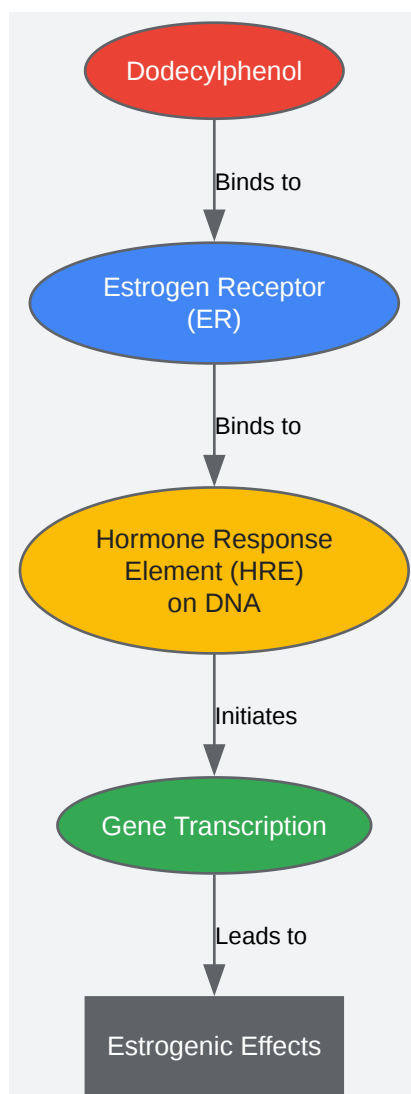 Dodecylphenol
Binds to
Estrogen Receptor
(ER)
Binds to
Hormone Response
Element (HRE)
on DNA
Initiates
Gene Transcription
Leads to
Estrogenic Effects